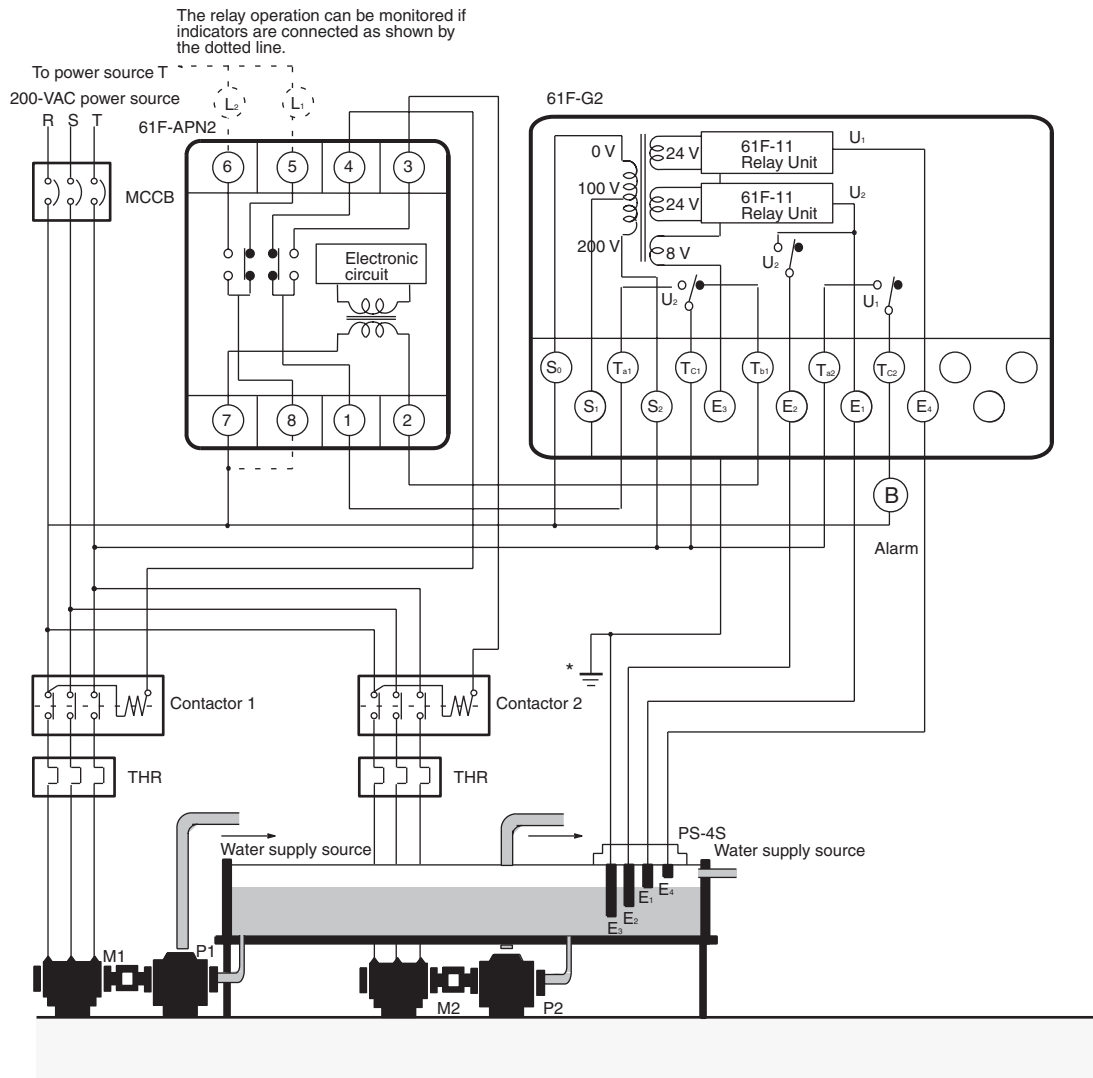 The relay operation can be monitored if
indicators are connected as shown by
the dotted line.
To power source T
200-VAC power source
R S T
L₂ L₁
61F-APN2
61F-G2
6 5 4 3
MCCB
Electronic
circuit
7 8 1 2
0 V
24 V
61F-11
Relay Unit
U₁
100 V
24 V
61F-11
Relay Unit
U₂
200 V
8 V
U₂
U₂
U₁
S₀ Ta1 TC1 Tb1 Ta2 TC2
S₁ S₂ E₃ E₂ E₁ E₄
B
Alarm
*
Contactor 1
Contactor 2
THR
THR
PS-4S
Water supply source
Water supply source
E₄
E₁
E₂
E₃
M1
P1
M2
P2